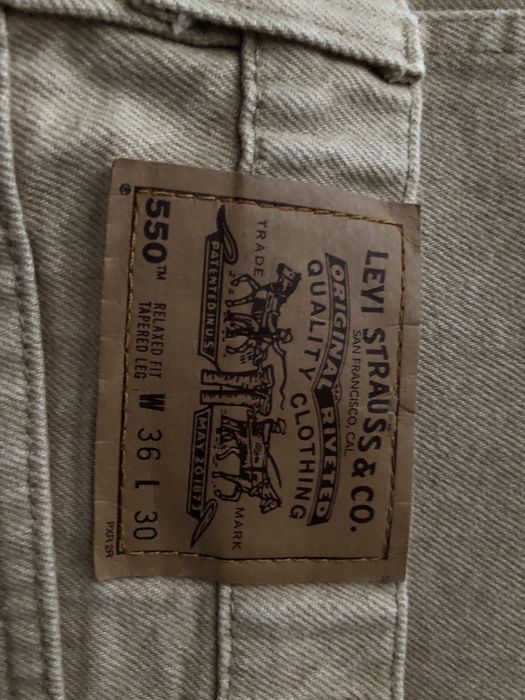 LEVI STRAUSS & CO.
SAN FRANCISCO, CAL.
ORIGINAL RIVETED
QUALITY CLOTHING
TRADE MARK
PATENTED IN U.S. MAY 20 1873
®
550™ RELAXED FIT
TAPERED LEG W 36 L 30